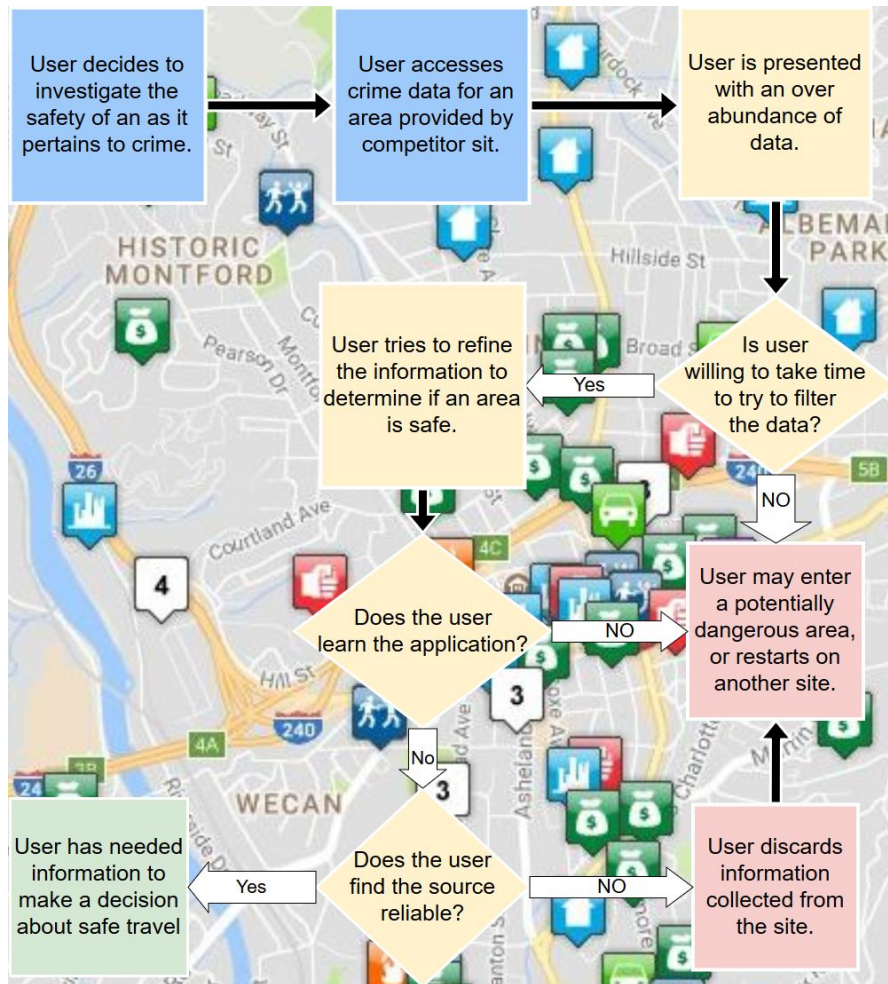 User decides to
investigate the
safety of an as it
pertains to crime.
User accesses
crime data for an
area provided by
competitor sit.
User is presented
with an over
abundance of
data.
HISTORIC
MONTFORD
Hillside St
PARK
Pearson Dr
Broad S
User tries to refine
the information to
determine if an area
is safe.
Yes
Is user
willing to take time
to try to filter
the data?
26
240
5B
NO
Courtland Ave
4C
4
Does the user
learn the application?
NO
User may enter
a potentially
dangerous area,
or restarts on
another site.
Hill St
3
240
4A
3B
No
3
WECAN
Charlotte
User has needed
information to
make a decision
about safe travel
Yes
Does the user
find the source
reliable?
NO
User discards
information
collected from
the site.